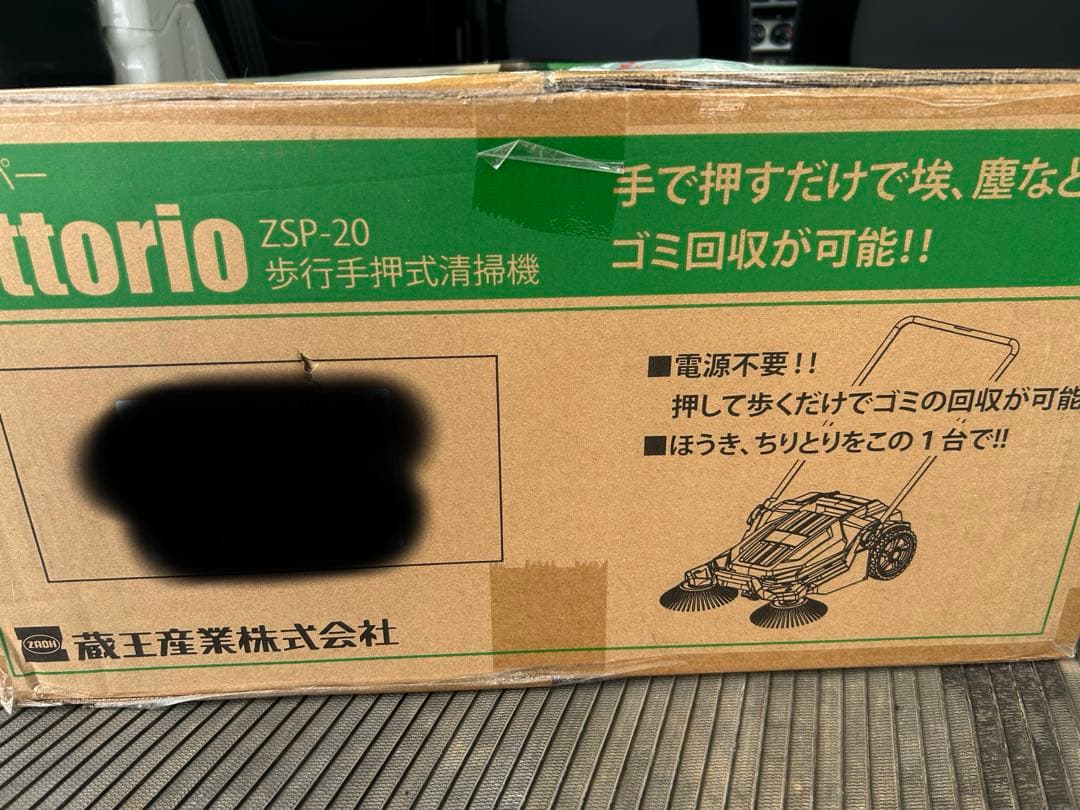 ペー
ttorio
ZSP-20
歩行手押式清掃機
手で押すだけで埃、塵など
ゴミ回収が可能!!
■電源不要!!
押して歩くだけでゴミの回収が可能
■ほうき、ちりとりをこの1台で!!
ZAOH
蔵王産業株式会社